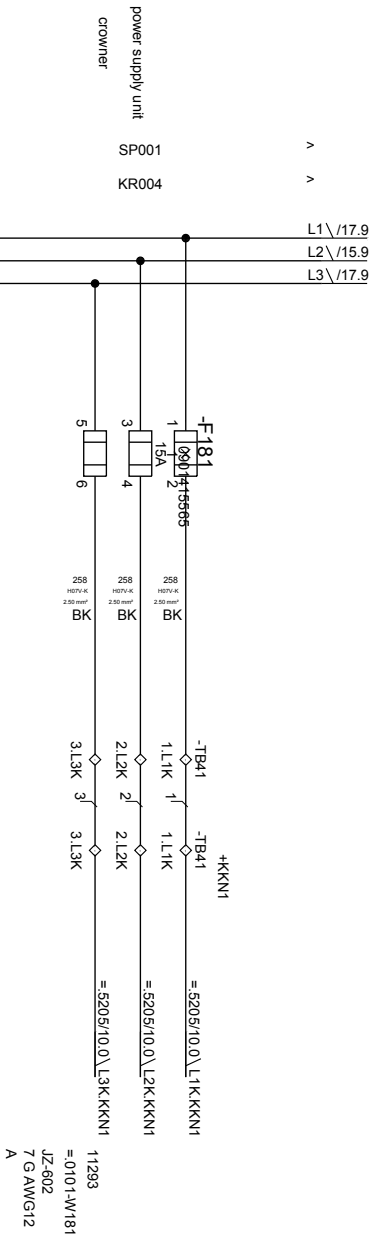 power supply unit
crowner
SP001
>
KR004
>
L1 \ /17.9
L2 \ /15.9
L3 \ /17.9
-F181
0901415565
15A
1
2
3
4
5
6
258
H07V-K
2.50 mm²
BK
258
H07V-K
2.50 mm²
BK
258
H07V-K
2.50 mm²
BK
-TB41
1.L1K
2.L2K
3.L3K
1
2
3
+KKN1
-TB41
1.L1K
2.L2K
3.L3K
=.5205/10.0 \ L1K.KKN1
=.5205/10.0 \ L2K.KKN1
=.5205/10.0 \ L3K.KKN1
11293
=.0101-W181
JZ-602
7 G AWG12
A